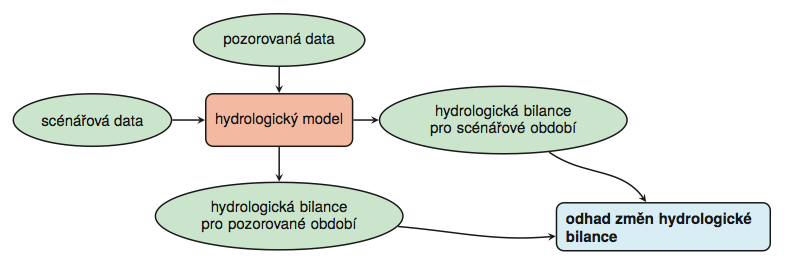 pozorovaná data
scénářová data
hydrologický model
hydrologická bilance
pro scénářové období
hydrologická bilance
pro pozorované období
odhad změn hydrologické
bilance